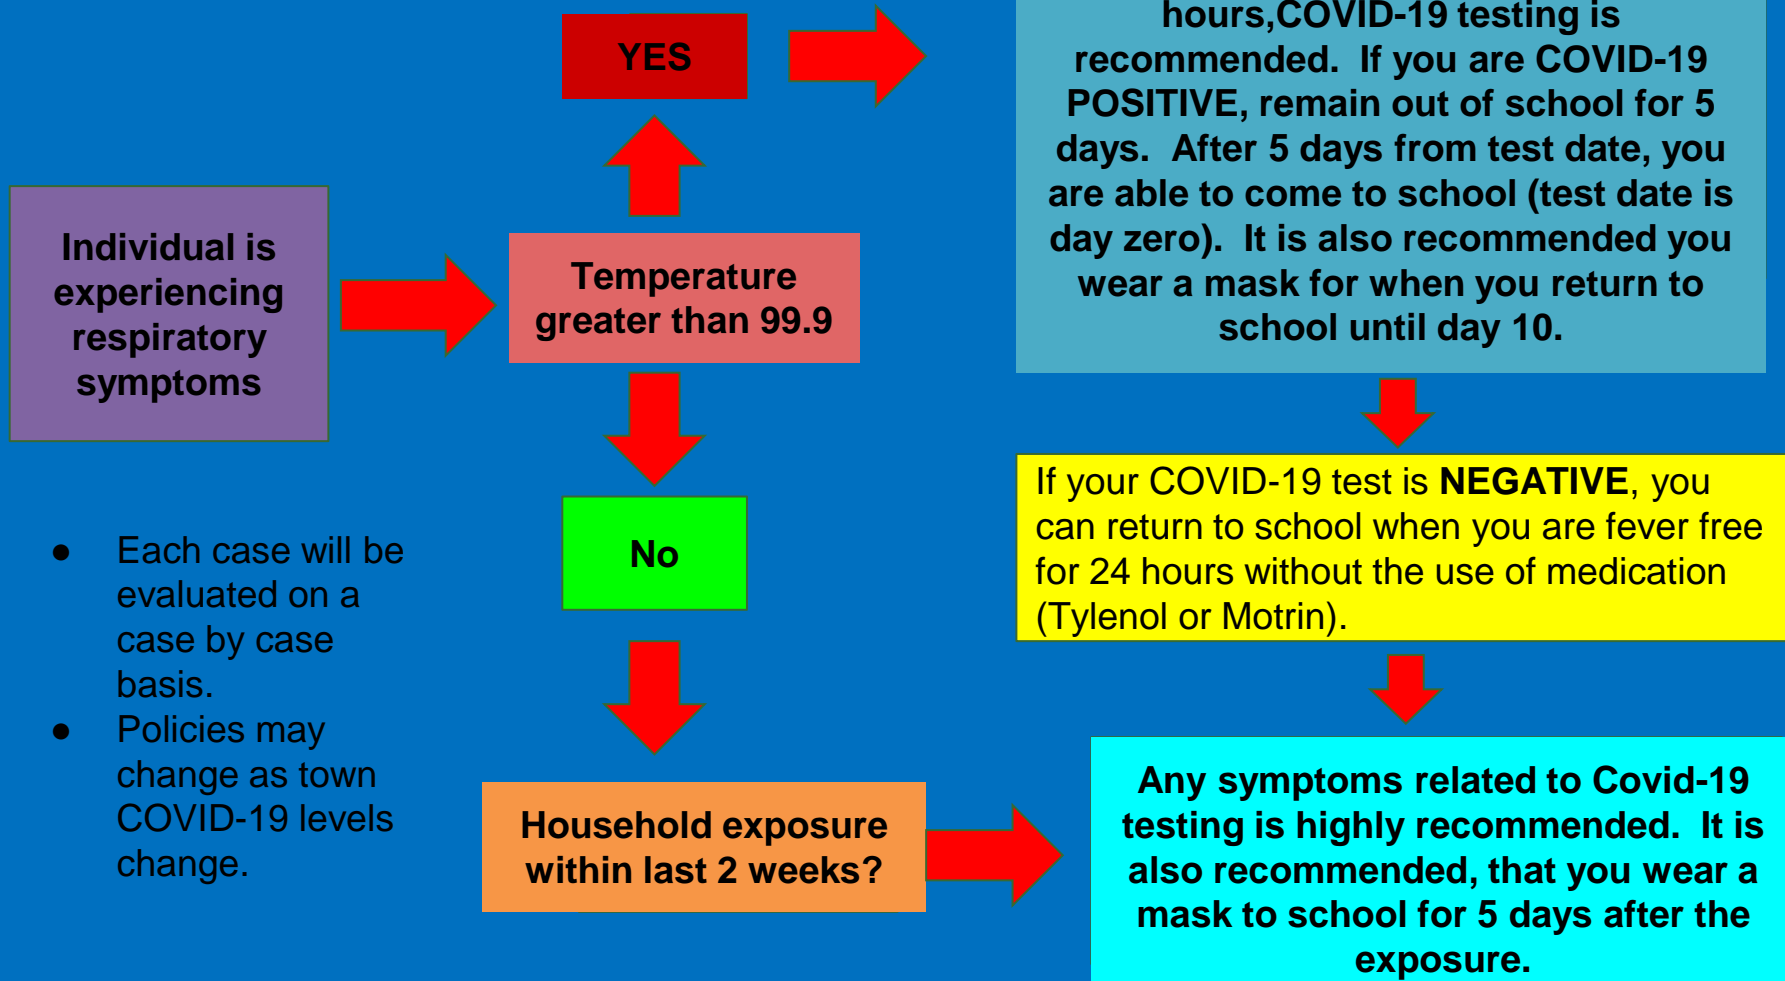 Individual is
experiencing
respiratory
symptoms
Temperature
greater than 99.9
YES
hours,COVID-19 testing is
recommended. If you are COVID-19
POSITIVE, remain out of school for 5
days. After 5 days from test date, you
are able to come to school (test date is
day zero). It is also recommended you
wear a mask for when you return to
school until day 10.
If your COVID-19 test is NEGATIVE, you
can return to school when you are fever free
for 24 hours without the use of medication
(Tylenol or Motrin).
No
Household exposure
within last 2 weeks?
Any symptoms related to Covid-19
testing is highly recommended. It is
also recommended, that you wear a
mask to school for 5 days after the
exposure.
● Each case will be
evaluated on a
case by case
basis.
● Policies may
change as town
COVID-19 levels
change.